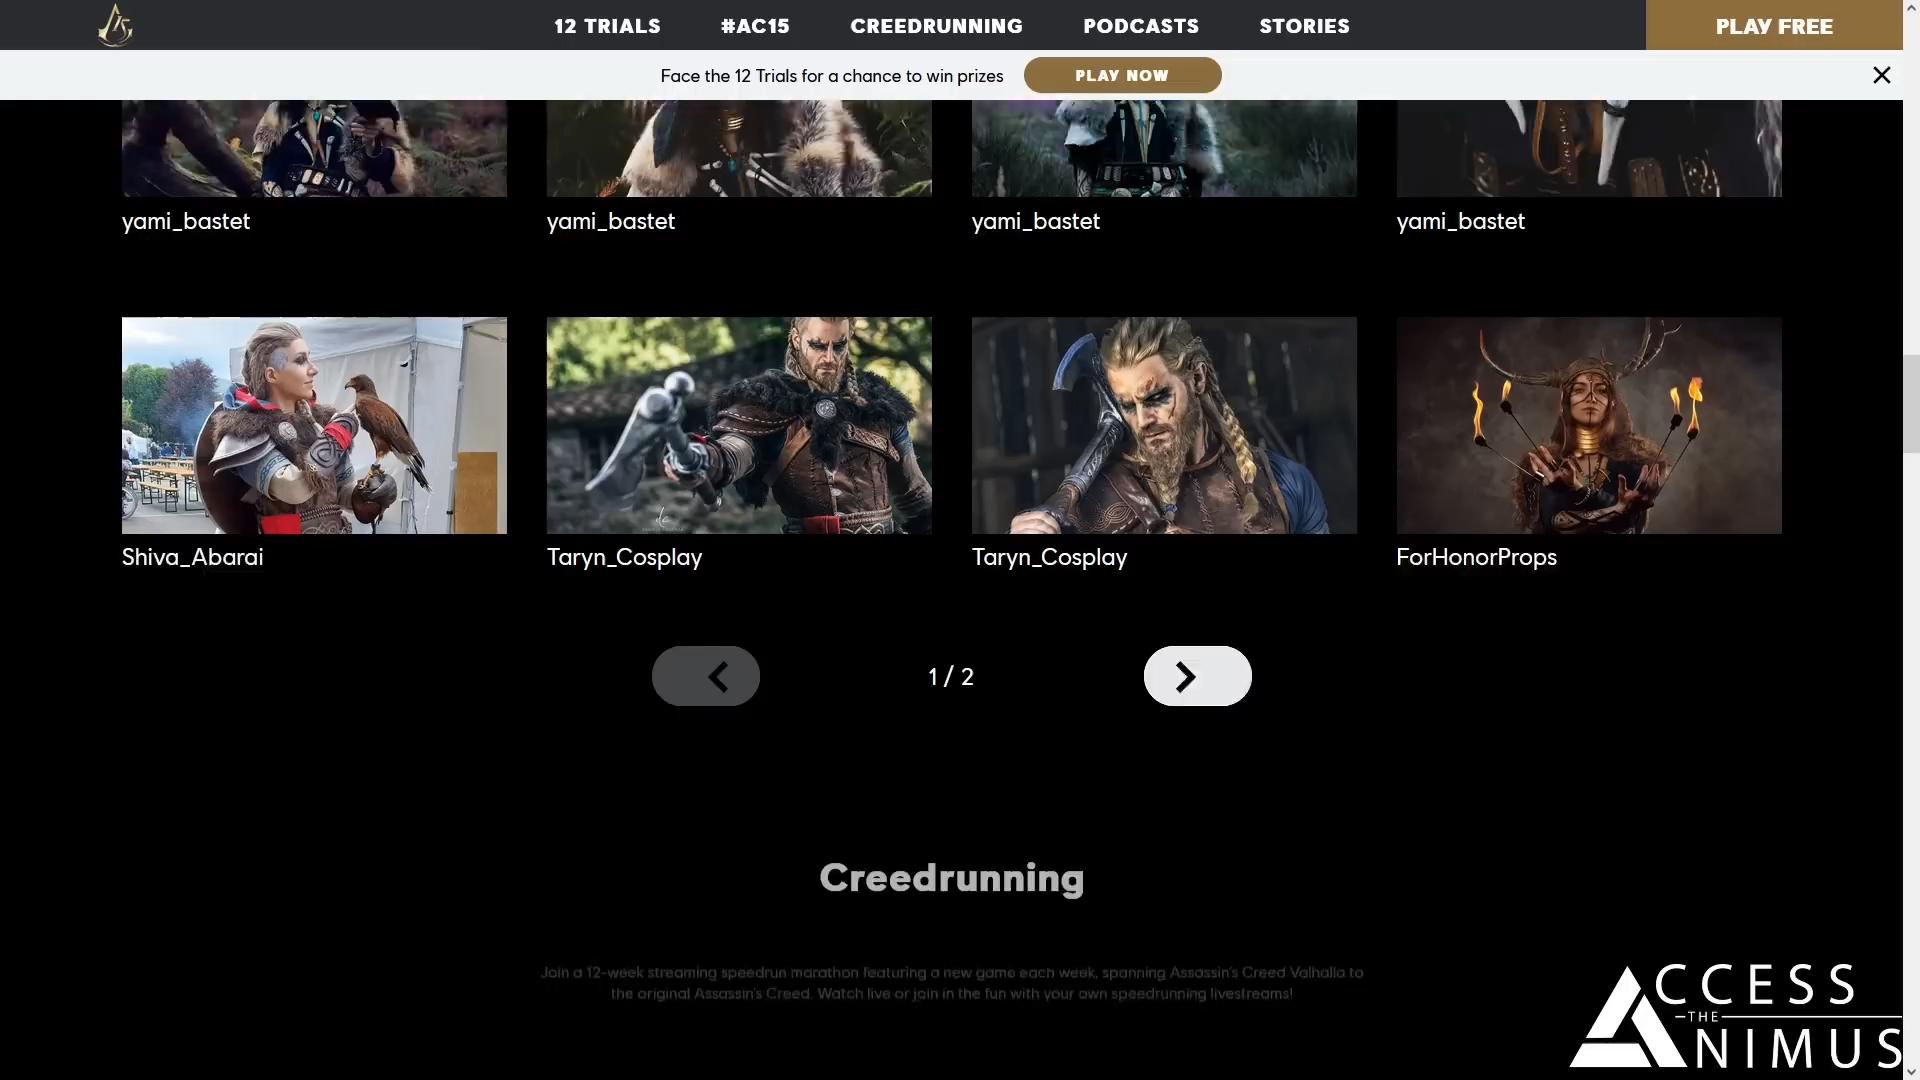 12 TRIALS
#AC15
CREEDRUNNING
PODCASTS
STORIES
PLAY FREE
Face the 12 Trials for a chance to win prizes
PLAY NOW
yami_bastet
yami_bastet
yami_bastet
yami_bastet
Shiva_Abarai
Taryn_Cosplay
Taryn_Cosplay
ForHonorProps
1 / 2
Creedrunning
Join a 12-week streaming speedrun marathon featuring a new game each week, spanning Assassin's Creed Valhalla to
the original Assassin's Creed. Watch live or join in the fun with your own speedrunning livestreams!
ACCESS
THE
ANIMUS